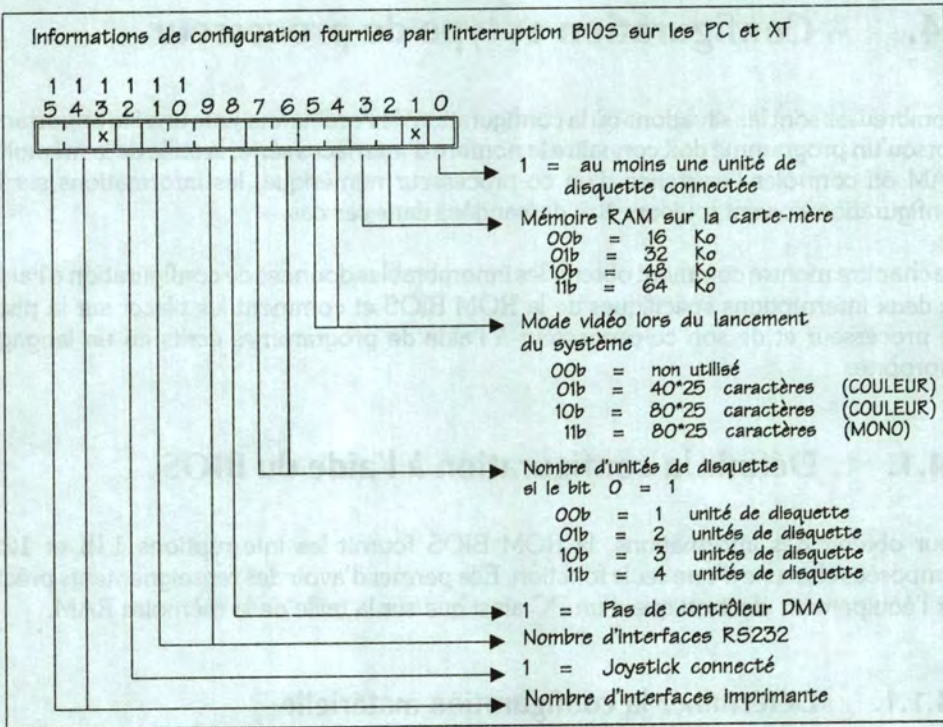 Informations de configuration fournies par l'interruption BIOS sur les PC et XT
1 1 1 1 1 1
5 4 3 2 1 0 9 8 7 6 5 4 3 2 1 0
x x
1 = au moins une unité de
disquette connectée
Mémoire RAM sur la carte-mère
00b = 16 Ko
01b = 32 Ko
10b = 48 Ko
11b = 64 Ko
Mode vidéo lors du lancement
du système
00b = non utilisé
01b = 40*25 caractères (COULEUR)
10b = 80*25 caractères (COULEUR)
11b = 80*25 caractères (MONO)
Nombre d'unités de disquette
si le bit 0 = 1
00b = 1 unité de disquette
01b = 2 unités de disquette
10b = 3 unités de disquette
11b = 4 unités de disquette
1 = Pas de contrôleur DMA
Nombre d'interfaces RS232
1 = Joystick connecté
Nombre d'interfaces imprimante